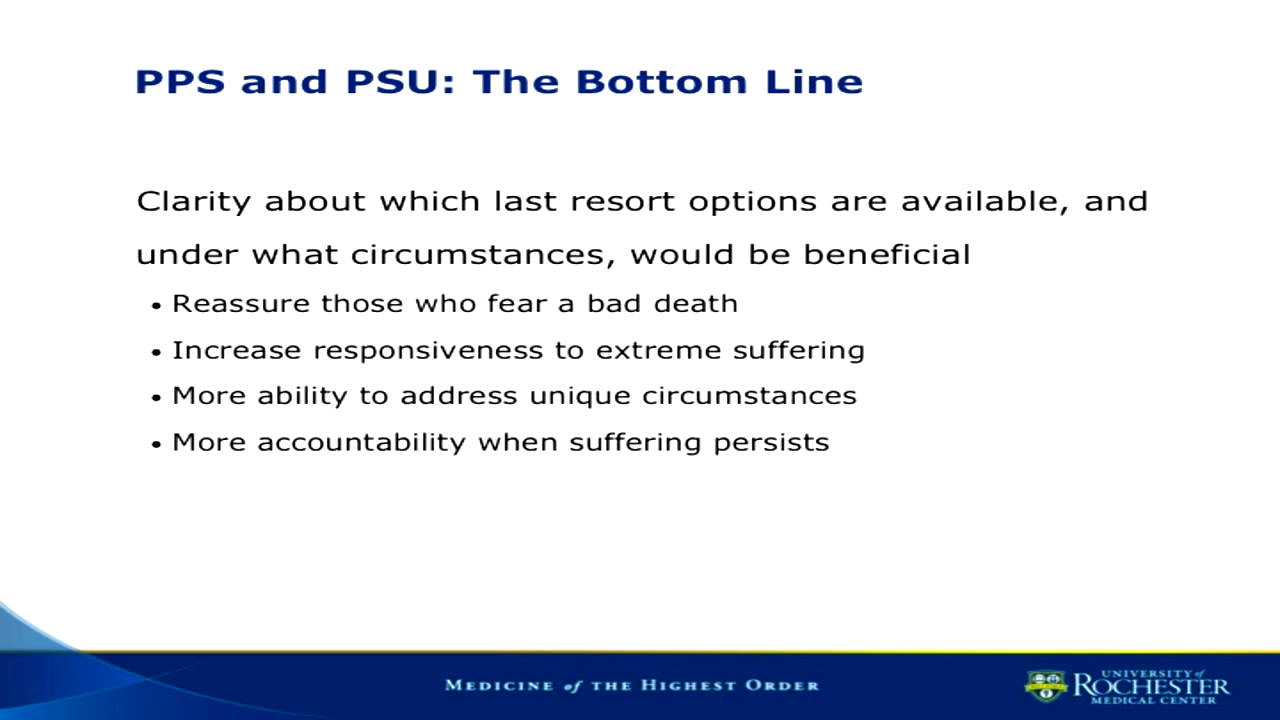 PPS and PSU: The Bottom Line
Clarity about which last resort options are available, and
under what circumstances, would be beneficial
• Reassure those who fear a bad death
• Increase responsiveness to extreme suffering
• More ability to address unique circumstances
• More accountability when suffering persists
MEDICINE of THE HIGHEST ORDER
UNIVERSITY of
ROCHESTER
MEDICAL CENTER